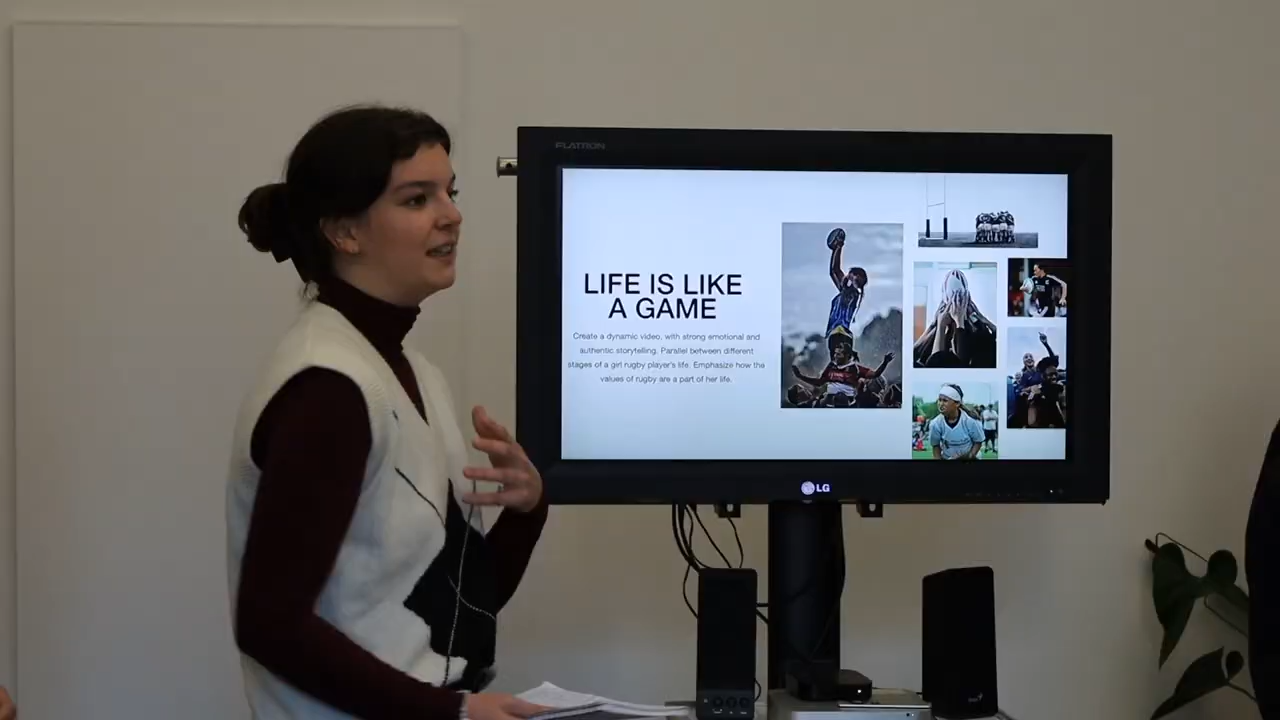 FLATRON
LIFE IS LIKE
A GAME
Create a dynamic video, with strong emotional and
authentic storytelling. Parallel between different
stages of a girl rugby player's life. Emphasize how the
values of rugby are a part of her life.
LG